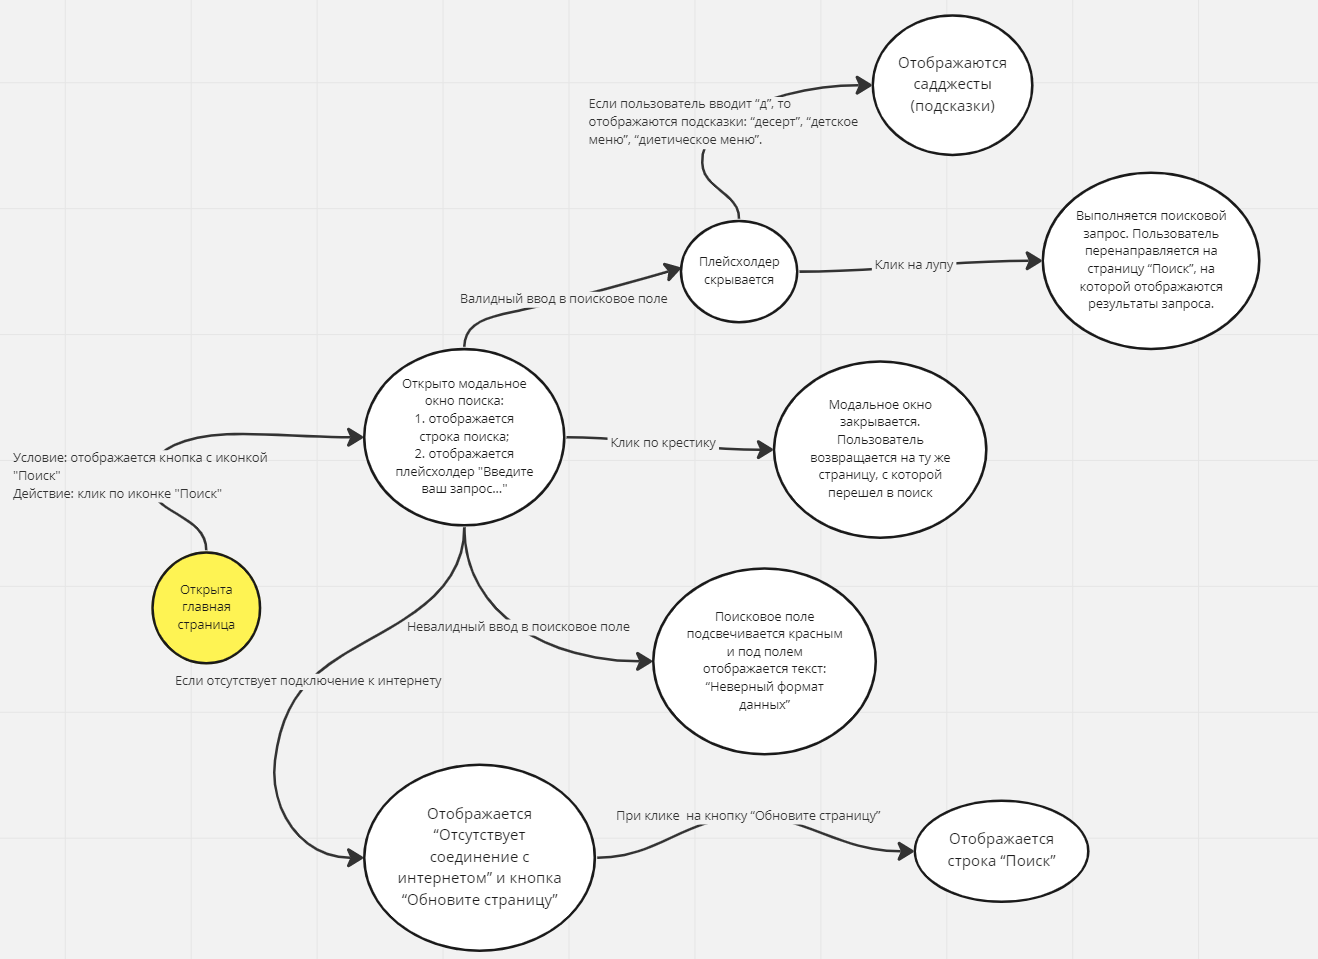 Отображаются
садджесты
(подсказки)
Если пользователь вводит “д”, то
отображаются подсказки: “десерт”, “детское
меню”, “диетическое меню”.
Выполняется поисковой
запрос. Пользователь
перенаправляется на
страницу “Поиск”, на
которой отображаются
результаты запроса.
Плейсхолдер
скрывается
Клик на лупу
Валидный ввод в поисковое поле
Открыто модальное
окно поиска:
1. отображается
строка поиска;
2. отображается
плейсхолдер "Введите
ваш запрос..."
Клик по крестику
Модальное окно
закрывается.
Пользователь
возвращается на ту же
страницу, с которой
перешел в поиск
Условие: отображается кнопка с иконкой
"Поиск"
Действие: клик по иконке "Поиск"
Открыта
главная
страница
Невалидный ввод в поисковое поле
Поисковое поле
подсвечивается красным
и под полем
отображается текст:
“Неверный формат
данных”
Если отсутствует подключение к интернету
Отображается
“Отсутствует
соединение с
интернетом” и кнопка
“Обновите страницу”
При клике  на кнопку “Обновите страницу”
Отображается
строка “Поиск”